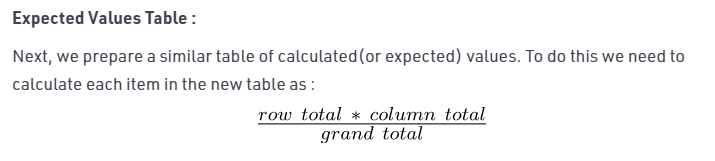 Expected Values Table :
Next, we prepare a similar table of calculated(or expected) values. To do this we need to
calculate each item in the new table as :
row total * column total
grand total